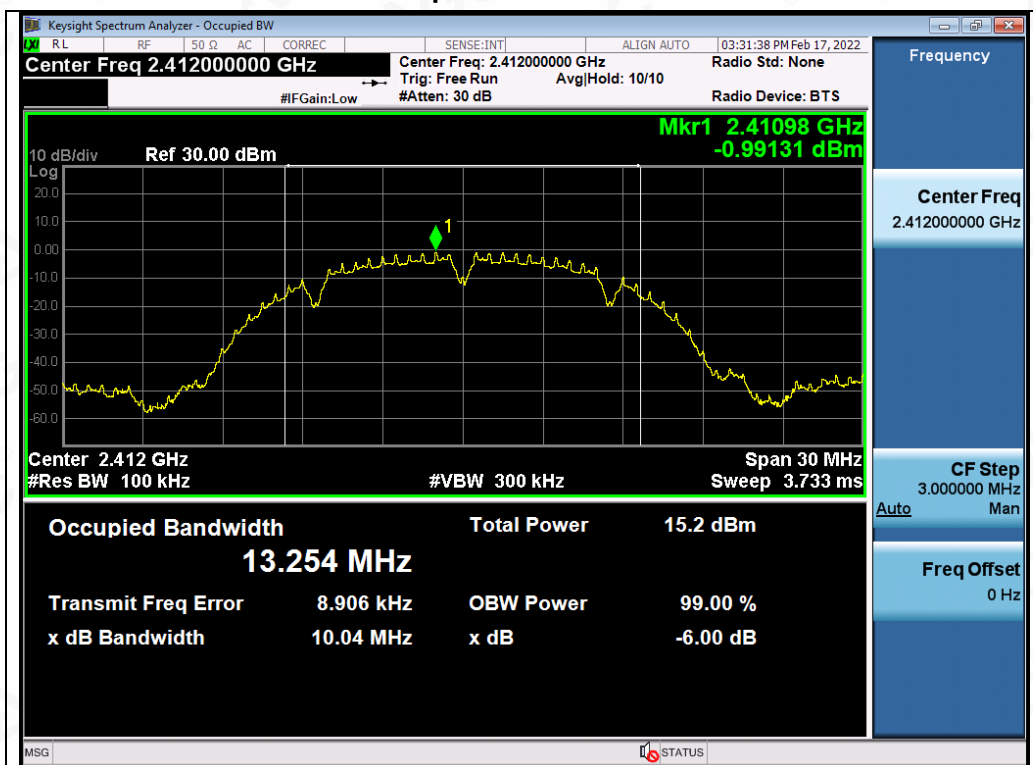 Keysight Spectrum Analyzer - Occupied BW
LXI RL RF 50 Ω AC CORREC SENSE:INT ALIGN AUTO 03:31:38 PM Feb 17, 2022
Center Freq 2.412000000 GHz Center Freq: 2.412000000 GHz Radio Std: None
Trig: Free Run Avg|Hold: 10/10
#IFGain:Low #Atten: 30 dB Radio Device: BTS
Mkr1 2.41098 GHz
10 dB/div Ref 30.00 dBm -0.99131 dBm
Log
20.0
10.0
1
0.00
-10.0
-20.0
-30.0
-40.0
-50.0
-60.0
Center 2.412 GHz Span 30 MHz
#Res BW 100 kHz #VBW 300 kHz Sweep 3.733 ms
Occupied Bandwidth Total Power 15.2 dBm
13.254 MHz
Transmit Freq Error 8.906 kHz OBW Power 99.00 %
x dB Bandwidth 10.04 MHz x dB -6.00 dB
Frequency
Center Freq
2.412000000 GHz
CF Step
3.000000 MHz
Auto Man
Freq Offset
0 Hz
MSG STATUS